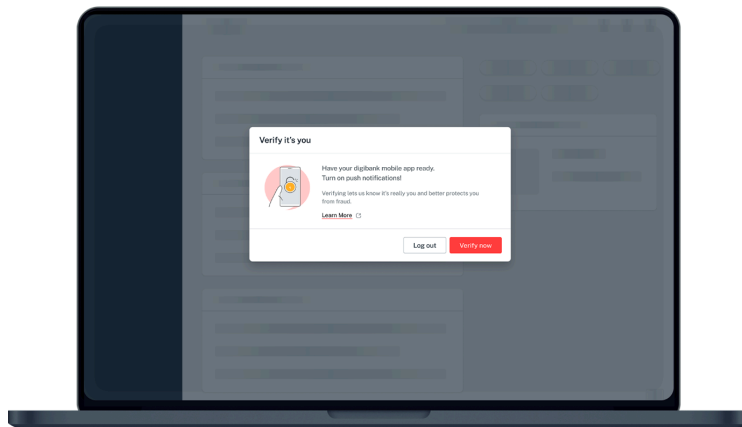 Verify it's you
Have your digibank mobile app ready.
Turn on push notifications!
Verifying lets us know it's really you and better protects you
from fraud.
Learn More
Log out
Verify now